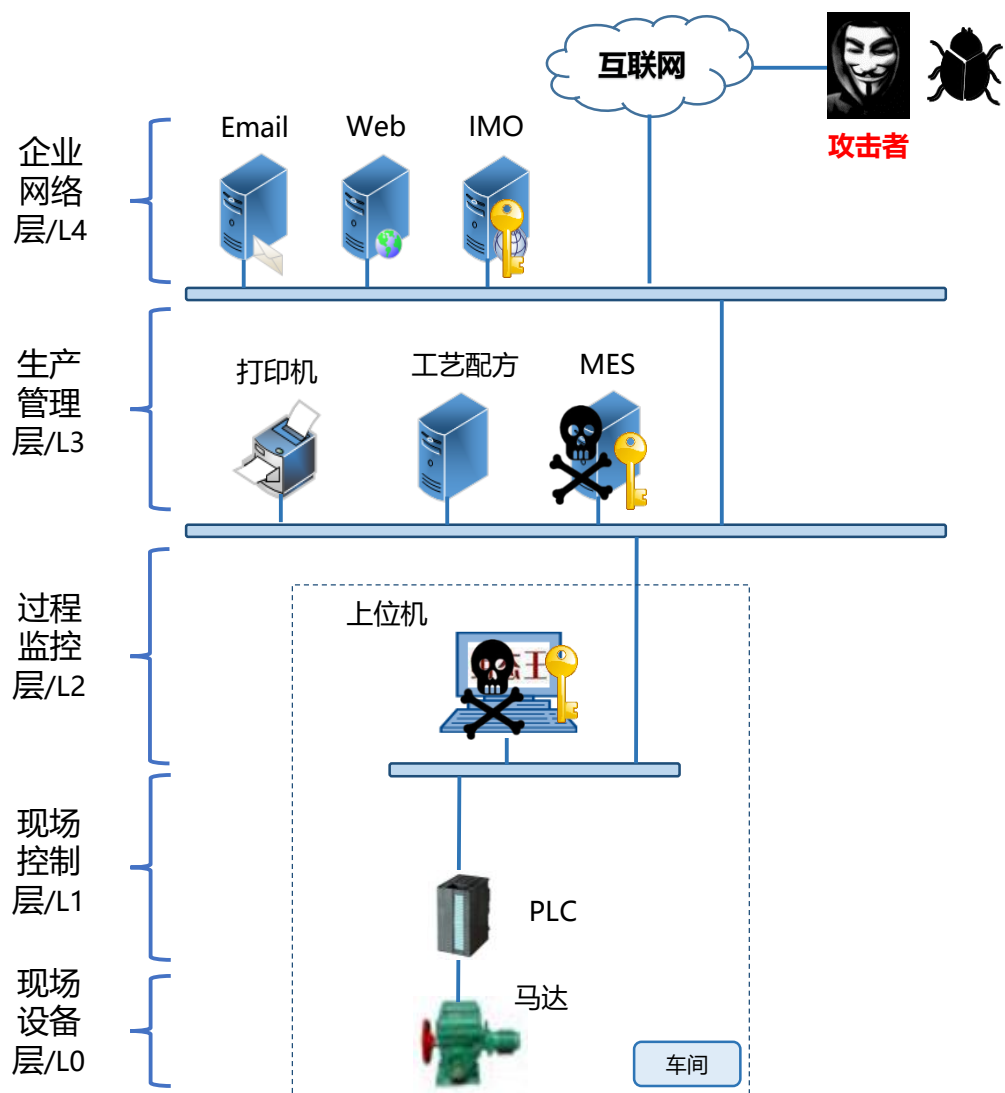 互联网
攻击者
Email
Web
IMO
企业
网络
层/L4
打印机
工艺配方
MES
生产
管理
层/L3
上位机
王
过程
监控
层/L2
现场
控制
层/L1
PLC
现场
设备
层/L0
马达
车间